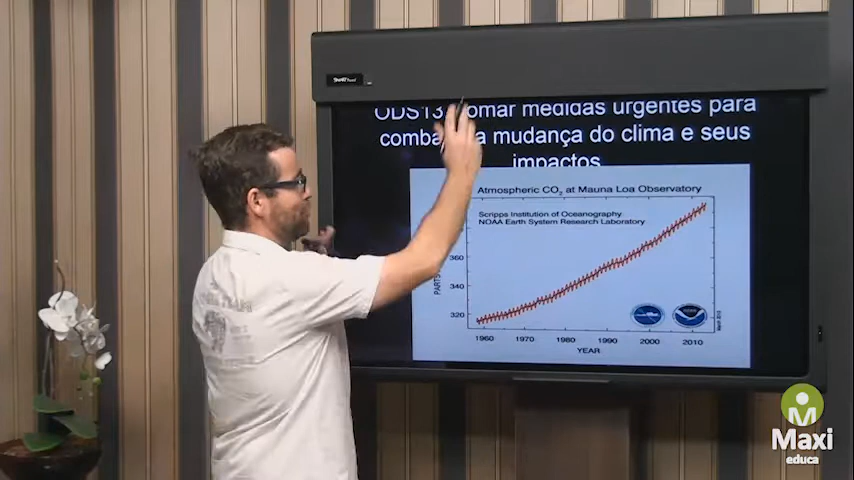 ODS13
omar medidas urgentes para
a mudança do clima e seus
impactos
Atmospheric CO2 at Mauna Loa Observatory
Scripps Institution of Oceanography
NOAA Earth System Research Laboratory
360
340
320
1960 1970 1980 1990 2000 2010
YEAR
Maxi
educa